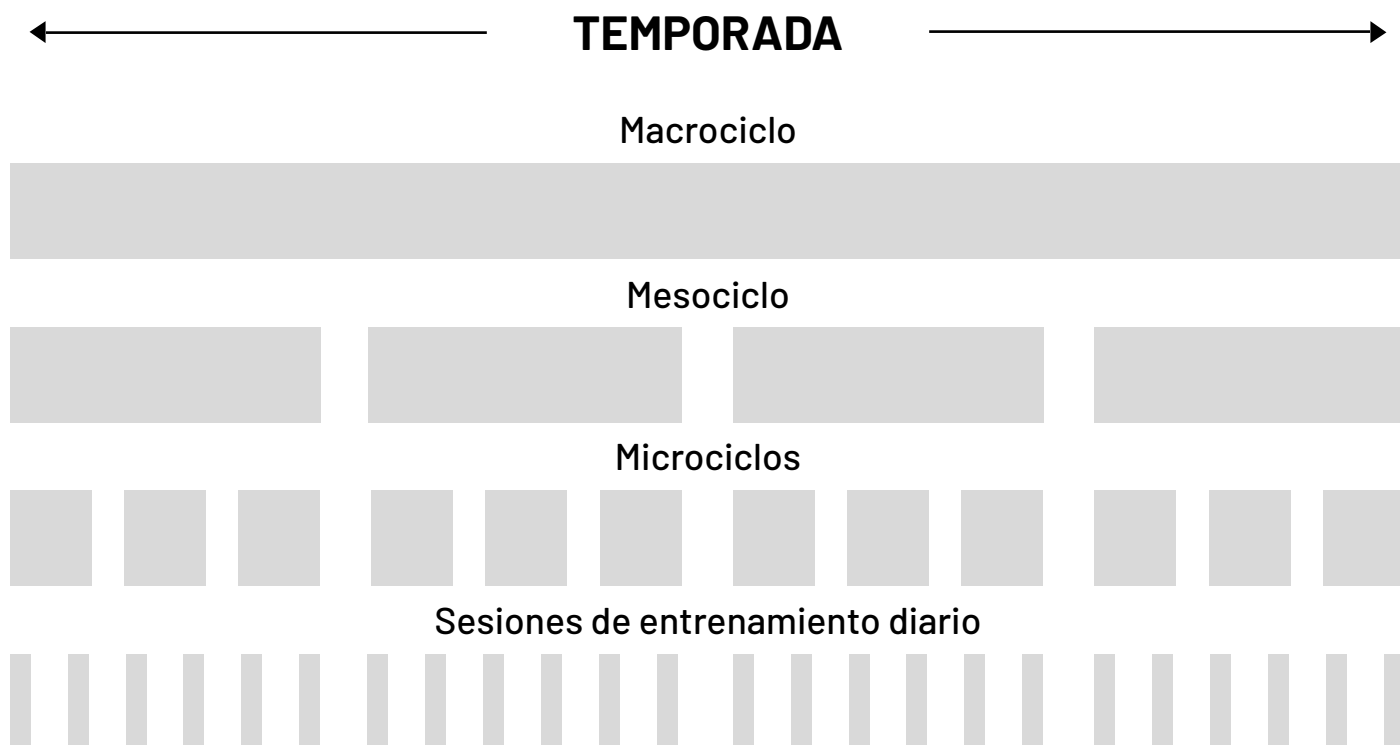 TEMPORADA
Macrociclo
Mesociclo
Microciclos
Sesiones de entrenamiento diario